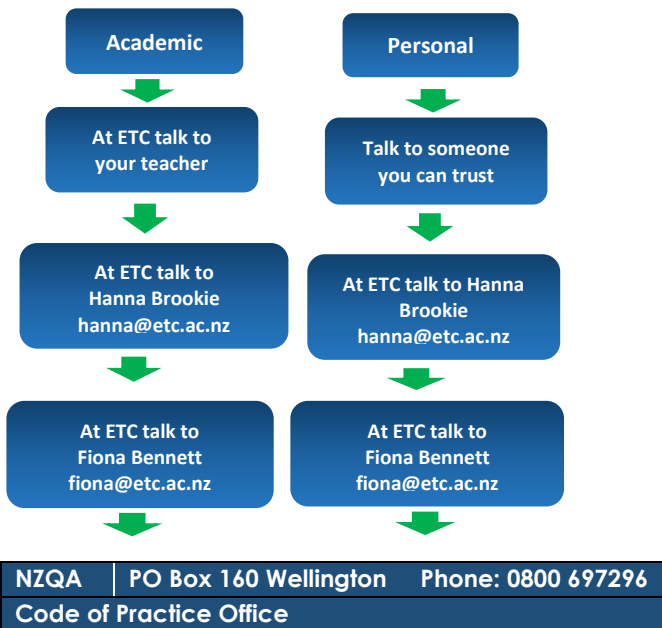 Academic
At ETC talk to
your teacher
At ETC talk to
Hanna Brookie
hanna@etc.ac.nz
At ETC talk to
Fiona Bennett
fiona@etc.ac.nz
Personal
Talk to someone
you can trust
At ETC talk to Hanna
Brookie
hanna@etc.ac.nz
At ETC talk to
Fiona Bennett
fiona@etc.ac.nz
NZQA PO Box 160 Wellington Phone: 0800 697296
Code of Practice Office